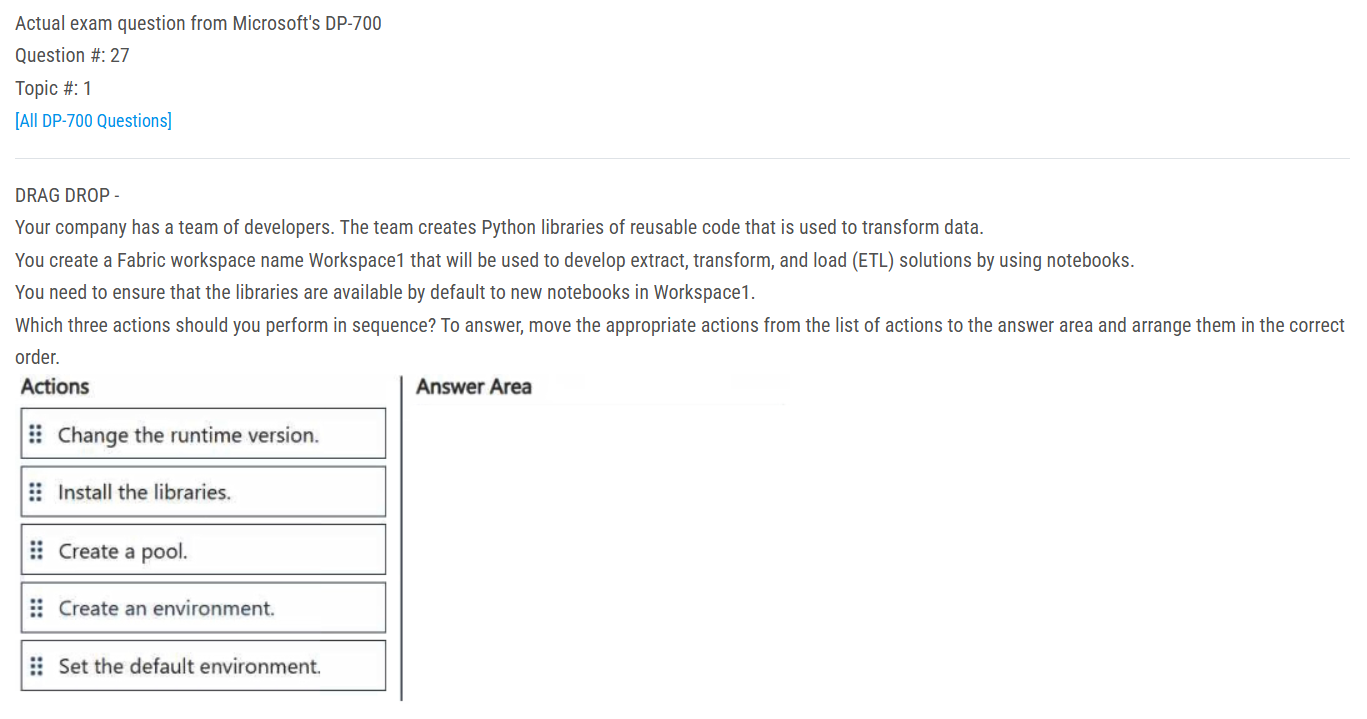 Actual exam question from Microsoft's DP-700
Question #: 27
Topic #: 1
[All DP-700 Questions]
DRAG DROP -
Your company has a team of developers. The team creates Python libraries of reusable code that is used to transform data.
You create a Fabric workspace name Workspace1 that will be used to develop extract, transform, and load (ETL) solutions by using notebooks.
You need to ensure that the libraries are available by default to new notebooks in Workspace1.
Which three actions should you perform in sequence? To answer, move the appropriate actions from the list of actions to the answer area and arrange them in the correct
order.
Actions
Change the runtime version.
Install the libraries.
Create a pool.
Create an environment.
Set the default environment.
Answer Area